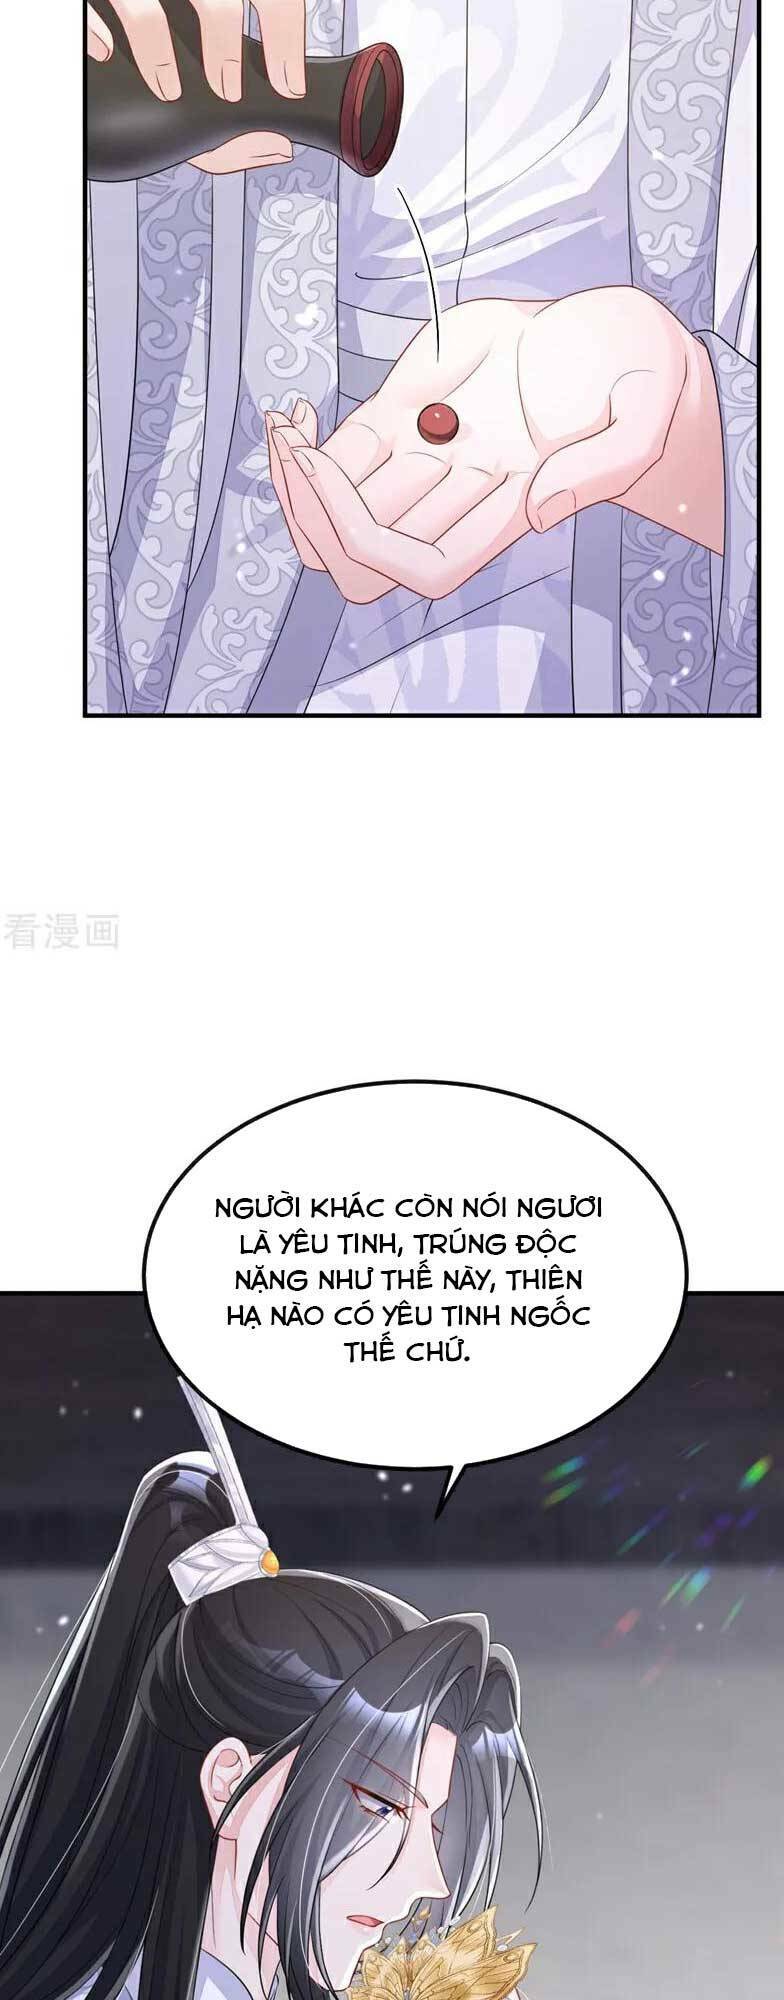 看漫画
NGƯỜI KHÁC CÒN NÓI NGƯƠI
LÀ YÊU TINH, TRÚNG ĐỘC
NẶNG NHƯ THẾ NÀY, THIÊN
HẠ NÀO CÓ YÊU TINH NGỐC
THẾ CHỨ.